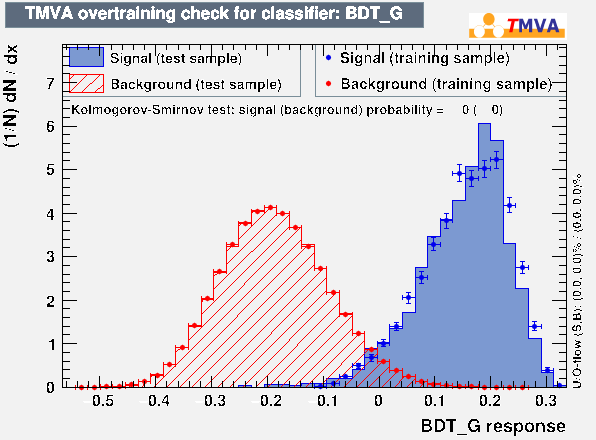 TMVA overtraining check for classifier: BDT_G
TMVA
Signal (test sample)
Background (test sample)
Signal (training sample)
Background (training sample)
Kolmogorov-Smirnov test: signal (background) probability = 0 ( 0)
(1/N) dN / dx
7
6
5
4
3
2
1
0
0.5 0.4 0.3 0.2 0.1 0 0.1 0.2 0.3
BDT_G response
U/O-flow (S,B): (0.0, 0.0)% / (0.0, 0.0)%